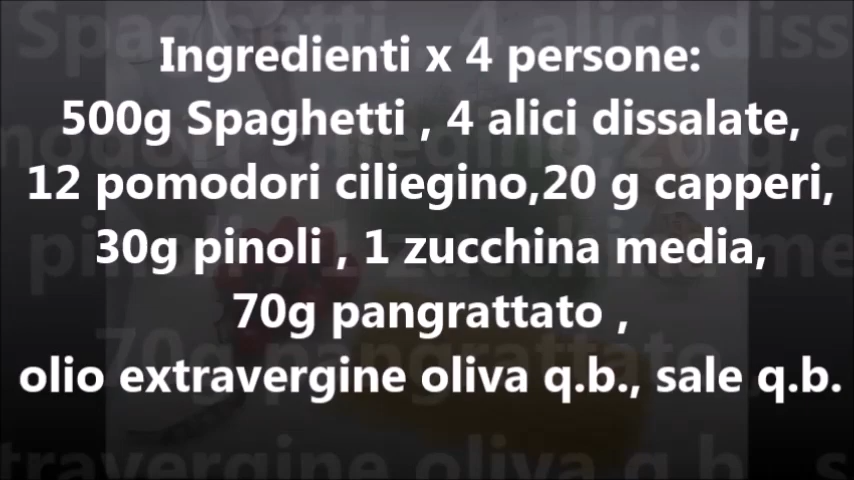 Ingredienti x 4 persone:
500g Spaghetti , 4 alici dissalate,
12 pomodori ciliegino,20 g capperi,
30g pinoli , 1 zucchina media,
70g pangrattato ,
olio extravergine oliva q.b., sale q.b.